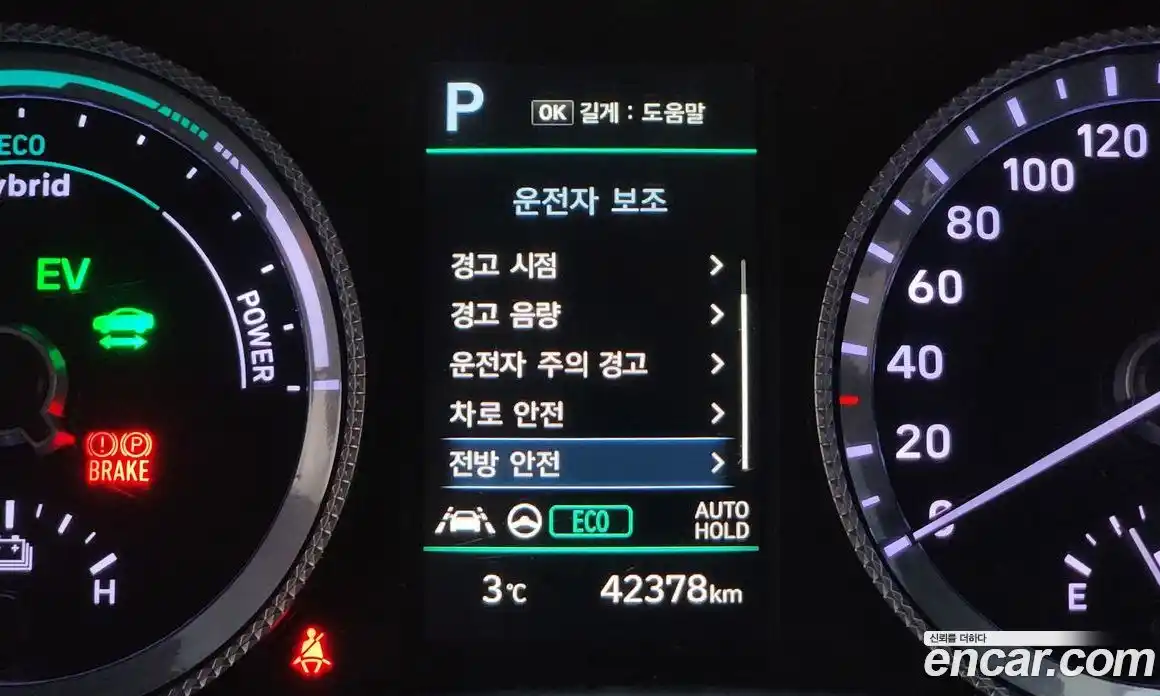 P
OK 길게 : 도움말
운전자 보조
경고 시점
경고 음량
운전자 주의 경고
차로 안전
전방 안전
ECO
AUTO
HOLD
3℃ 42378km
ECO
ybrid
EV
POWER
P
BRAKE
H
120
100
80
60
40
20
0
E
신뢰를 더하다
encar.com